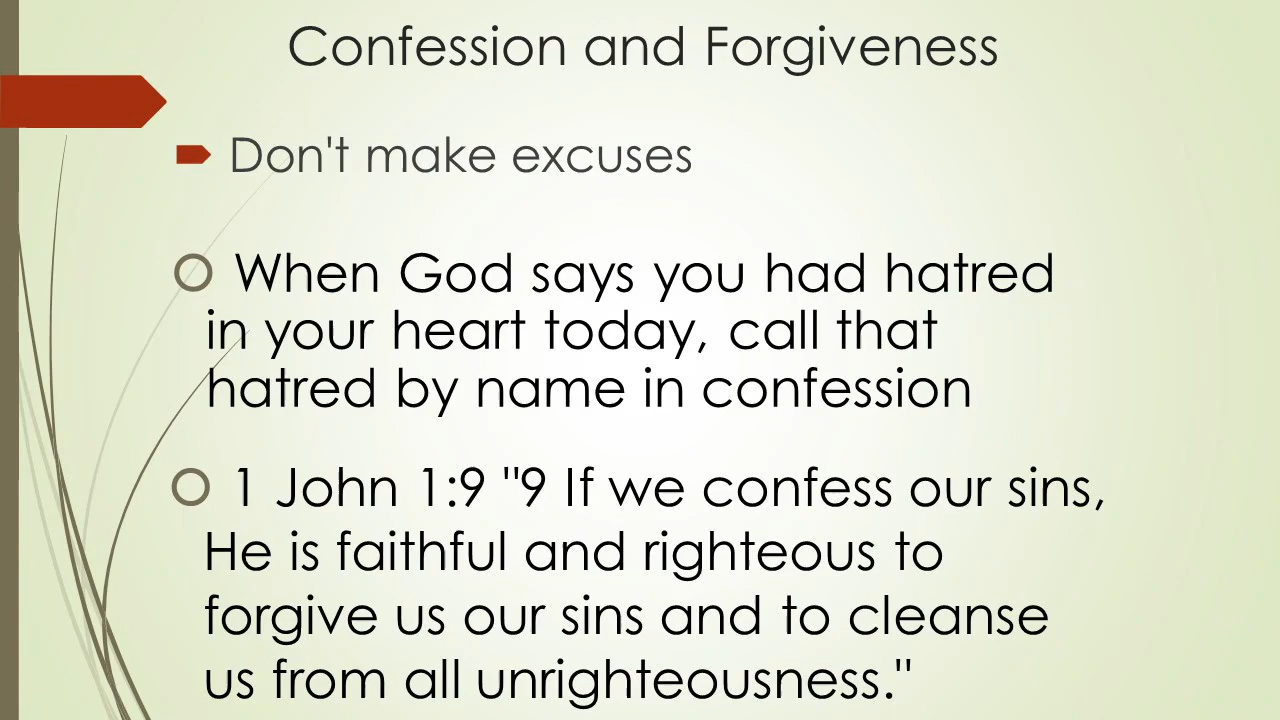 Confession and Forgiveness
Don't make excuses
When God says you had hatred
in your heart today, call that
hatred by name in confession
1 John 1:9 "9 If we confess our sins,
He is faithful and righteous to
forgive us our sins and to cleanse
us from all unrighteousness."